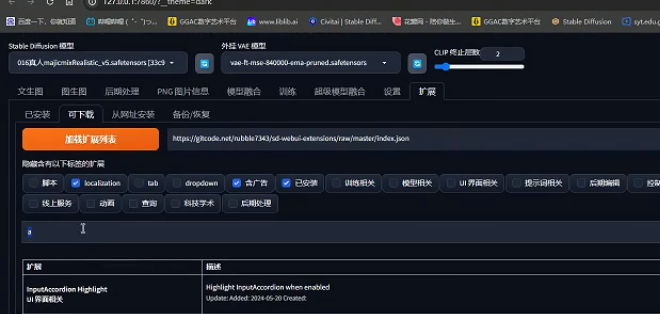 127.0.0.1:7860/?__theme=dark
百度一下，你就知道
GGAC数字艺术平台
www.liblib.ai
Civitai | Stable Diff...
花瓣网 - 陪你做生...
GGAC数字艺术平台
Stable Diffusion
syt.edu.g
Stable Diffusion 模型
外挂 VAE 模型
CLIP 终止层数
2
016真人majicmixRealistic_v5.safetensors [33c9
vae-ft-mse-840000-ema-pruned.safetensors
文生图 图生图 后期处理 PNG 图片信息 模型融合 训练 超级模型融合 设置 扩展
已安装 可下载 从网址安装 备份/恢复
加载扩展列表
https://gitcode.net/rubble7343/sd-webui-extensions/raw/master/index.json
隐藏含有以下标签的扩展
脚本 localization tab dropdown 含广告 已安装 训练相关 模型相关 UI 界面相关 提示词相关 后期编辑 控制
线上服务 动画 查询 科技学术 后期处理
a
扩展 描述
InputAccordion Highlight
UI 界面相关
Highlight InputAccordion when enabled
Update: Added: 2024-05-20 Created: